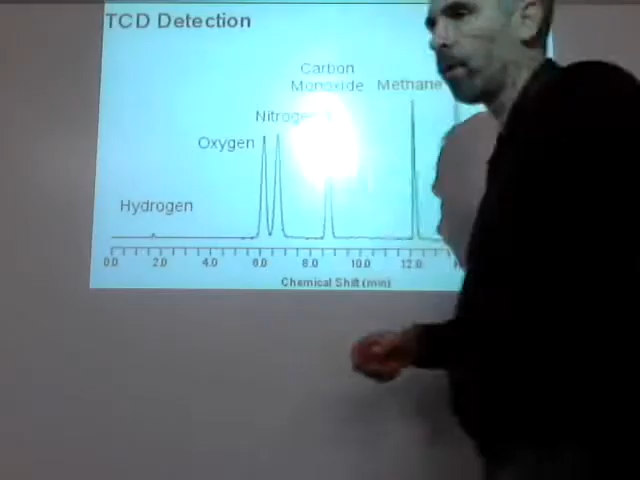 TCD Detection
Carbon
Monoxide
Methane
Nitrogen
Oxygen
Hydrogen
0.0 2.0 4.0 6.0 8.0 10.0 12.0
Chemical Shift (min)